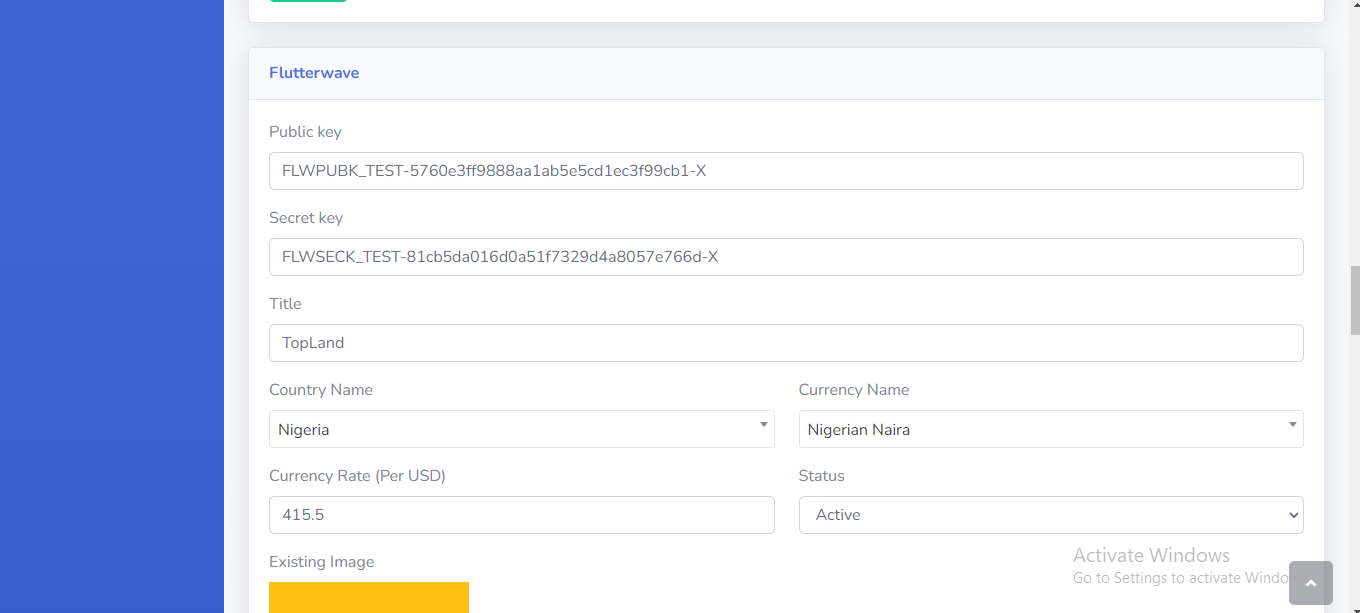 Flutterwave
Public key
FLWPUBK_TEST-5760e3ff9888aa1ab5e5cd1ec3f99cb1-X
Secret key
FLWSECK_TEST-81cb5da016d0a51f7329d4a8057e766d-X
Title
TopLand
Country Name Currency Name
Nigeria Nigerian Naira
Currency Rate (Per USD) Status
415.5 Active
Existing Image
Activate Windows
Go to Settings to activate Windo